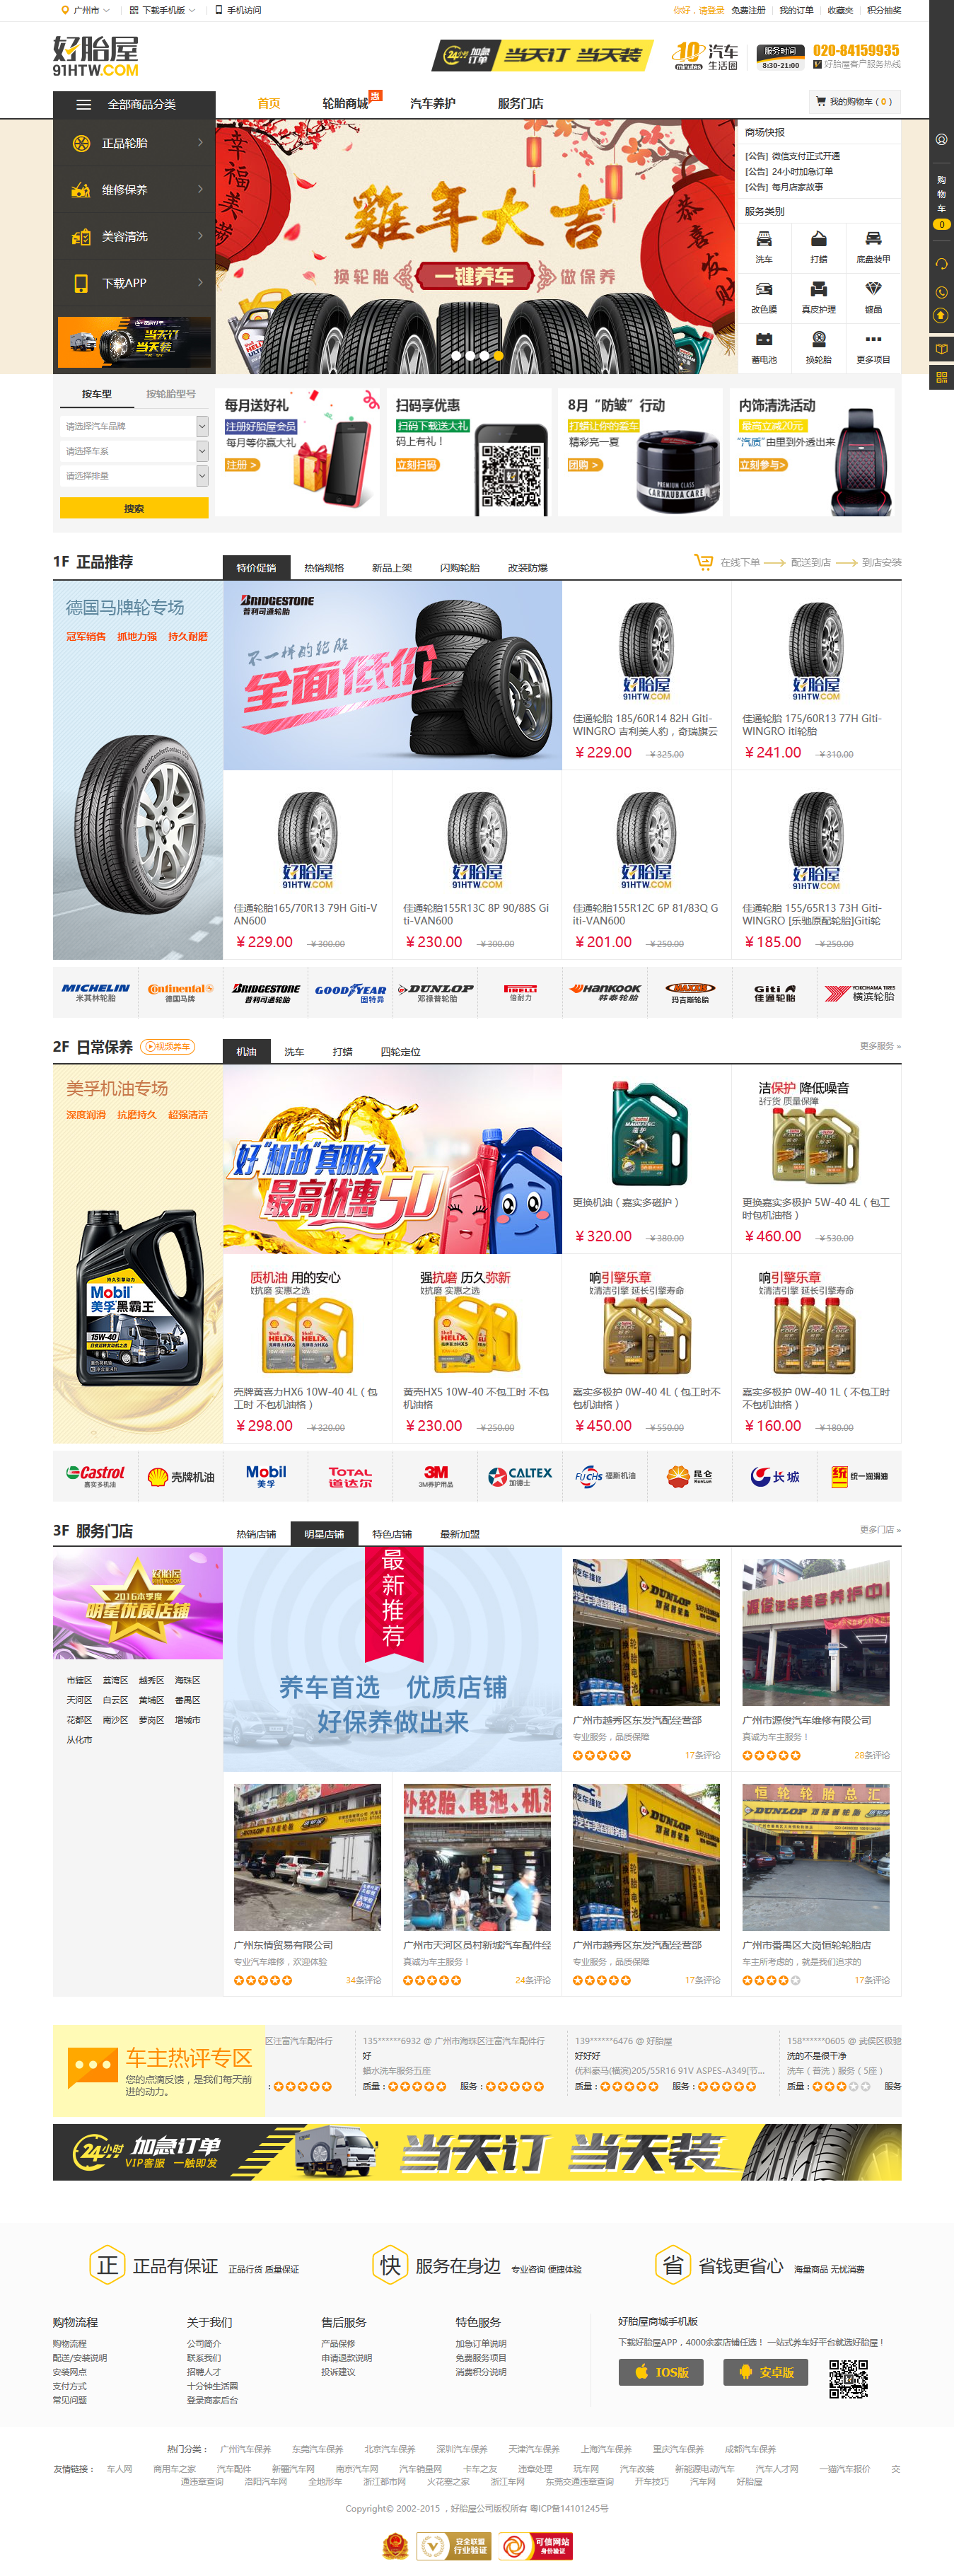 广州市 下载手机版 手机访问 你好，请登录 免费注册 我的订单 收藏夹 积分抽奖
好胎屋
91HTW.COM
24小时 加急订单 当天订 当天装
10 minutes 汽车生活圈
服务时间
8:30-21:00
020-84159935
好胎屋客户服务热线
全部商品分类 首页 轮胎商城 惠 汽车养护 服务门店 我的购物车（0）
正品轮胎
维修保养
美容清洗
下载APP
当天订
当天装
雞年大吉
恭喜發财
换轮胎 一键养车 做保养
商场快报
[公告] 微信支付正式开通
[公告] 24小时加急订单
[公告] 每月店家故事
服务类别
洗车 打蜡 底盘装甲
改色膜 真皮护理 镀晶
蓄电池 换轮胎 更多项目
购物车
0
按车型 按轮胎型号
请选择汽车品牌
请选择车系
请选择排量
搜索
每月送好礼
注册好胎屋会员
每月等你赢大礼
注册 >
扫码享优惠
扫码下载送大礼
码上有礼！
立刻扫码
8月“防皱”行动
打蜡让你的爱车
精彩亮一夏
团购 >
PREMIUM CLASS
CARNAUBA CARE
内饰清洗活动
最高立减20元
“汽质”由里到外透出来
立刻参与>
1F 正品推荐 特价促销 热销规格 新品上架 闪购轮胎 改装防爆 在线下单 配送到店 到店安装
德国马牌轮专场
冠军销售 抓地力强 持久耐磨
BRIDGESTONE
普利司通轮胎
不一样的轮胎
全面低价
佳通轮胎 185/60R14 82H Giti-WINGRO 吉利美人豹，奇瑞旗云
￥229.00 ￥325.00
佳通轮胎 175/60R13 77H Giti-WINGRO iti轮胎
￥241.00 ￥310.00
佳通轮胎165/70R13 79H Giti-VAN600
￥229.00 ￥300.00
佳通轮胎155R13C 8P 90/88S Giti-VAN600
￥230.00 ￥300.00
佳通轮胎155R12C 6P 81/83Q Giti-VAN600
￥201.00 ￥250.00
佳通轮胎 155/65R13 73H Giti-WINGRO [乐驰原配轮胎]Giti轮
￥185.00 ￥250.00
MICHELIN 米其林轮胎 Continental 德国马牌 BRIDGESTONE 普利司通轮胎 GOODYEAR 固特异 DUNLOP 邓禄普轮胎 PIRELLI 倍耐力 HANKOOK 韩泰轮胎 MAXXIS 玛吉斯轮胎 Giti 佳通轮胎 YOKOHAMA TIRES 横滨轮胎
2F 日常保养 视频养车 机油 洗车 打蜡 四轮定位 更多服务 »
美孚机油专场
深度润滑 抗磨持久 超强清洁
Mobil
美孚黑霸王
15W-40
好“机油”真朋友
最高优惠50
更换机油（嘉实多磁护）
￥320.00 ￥380.00
洁保护 降低噪音
品行货 质量保障
更换嘉实多极护 5W-40 4L（包工时包机油格）
￥460.00 ￥530.00
质机油 用的安心
抗磨 实惠之选
壳牌黄喜力HX6 10W-40 4L（包工时 不包机油格）
￥298.00 ￥320.00
强抗磨 历久弥新
抗磨 实惠之选
黄壳HX5 10W-40 不包工时 不包机油格
￥230.00 ￥250.00
响引擎乐章
清洁引擎 延长引擎寿命
嘉实多极护 0W-40 4L（包工时不包机油格）
￥450.00 ￥550.00
响引擎乐章
清洁引擎 延长引擎寿命
嘉实多极护 0W-40 1L（不包工时不包机油格）
￥160.00 ￥180.00
Castrol 嘉实多机油 壳牌机油 Mobil 美孚 TOTAL 道达尔 3M 3M养护用品 CALTEX 加德士 FUCHS 福斯机油 昆仑 KunLun 长城 统一润滑油
3F 服务门店 热销店铺 明星店铺 特色店铺 最新加盟 更多门店 »
好胎屋
2016本季度
明星优质店铺
市辖区 荔湾区 越秀区 海珠区
天河区 白云区 黄埔区 番禺区
花都区 南沙区 萝岗区 增城市
从化市
最新推荐
养车首选 优质店铺
好保养做出来
广州市越秀区东发汽配经营部
专业服务，品质保障
17条评论
广州市源俊汽车维修有限公司
真诚为车主服务！
28条评论
广州东情贸易有限公司
专业汽车维修，欢迎体验
34条评论
广州市天河区员村新城汽车配件经
真诚为车主服务！
24条评论
广州市越秀区东发汽配经营部
专业服务，品质保障
17条评论
广州市番禺区大岗恒轮轮胎店
车主所考虑的，就是我们追求的
17条评论
车主热评专区
您的点滴反馈，是我们每天前进的动力。
区汪富汽车配件行
135******6932 @ 广州市海珠区汪富汽车配件行
好
蜡水洗车服务五座
质量： 服务：
139******6476 @ 好胎屋
好好好
优科豪马(横滨)205/55R16 91V ASPES-A349[节...
质量： 服务：
158******0605 @ 武侯区极驰
洗的不是很干净
洗车（普洗）服务（5座）
质量： 服务
24小时 加急订单
VIP客服 一触即发
当天订 当天装
正 正品有保证 正品行货 质量保证
快 服务在身边 专业咨询 便捷体验
省 省钱更省心 海量商品 无忧消费
购物流程
购物流程
配送/安装说明
安装网点
支付方式
常见问题
关于我们
公司简介
联系我们
招聘人才
十分钟生活圈
登录商家后台
售后服务
产品保修
申请退款说明
投诉建议
特色服务
加急订单说明
免费服务项目
消费积分说明
好胎屋商城手机版
下载好胎屋APP，4000余家店铺任选！ 一站式养车好平台就选好胎屋！
IOS版 安卓版
热门分类： 广州汽车保养 东莞汽车保养 北京汽车保养 深圳汽车保养 天津汽车保养 上海汽车保养 重庆汽车保养 成都汽车保养
友情链接： 车人网 商用车之家 汽车配件 新疆汽车网 南京汽车网 汽车销量网 卡车之友 违章处理 玩车网 汽车改装 新能源电动汽车 汽车人才网 一猫汽车报价 交
通违章查询 洛阳汽车网 全地形车 浙江都市网 火花塞之家 浙江车网 东莞交通违章查询 开车技巧 汽车网 好胎屋
Copyright© 2002-2015 ，好胎屋公司版权所有 粤ICP备14101245号
安全联盟
行业验证
可信网站
身份验证